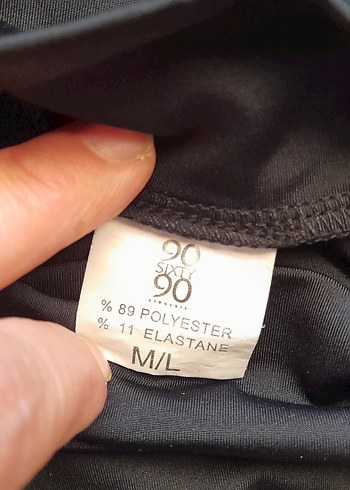 90
SIXTY
90
% 89 POLYESTER
% 11 ELASTANE
M/L